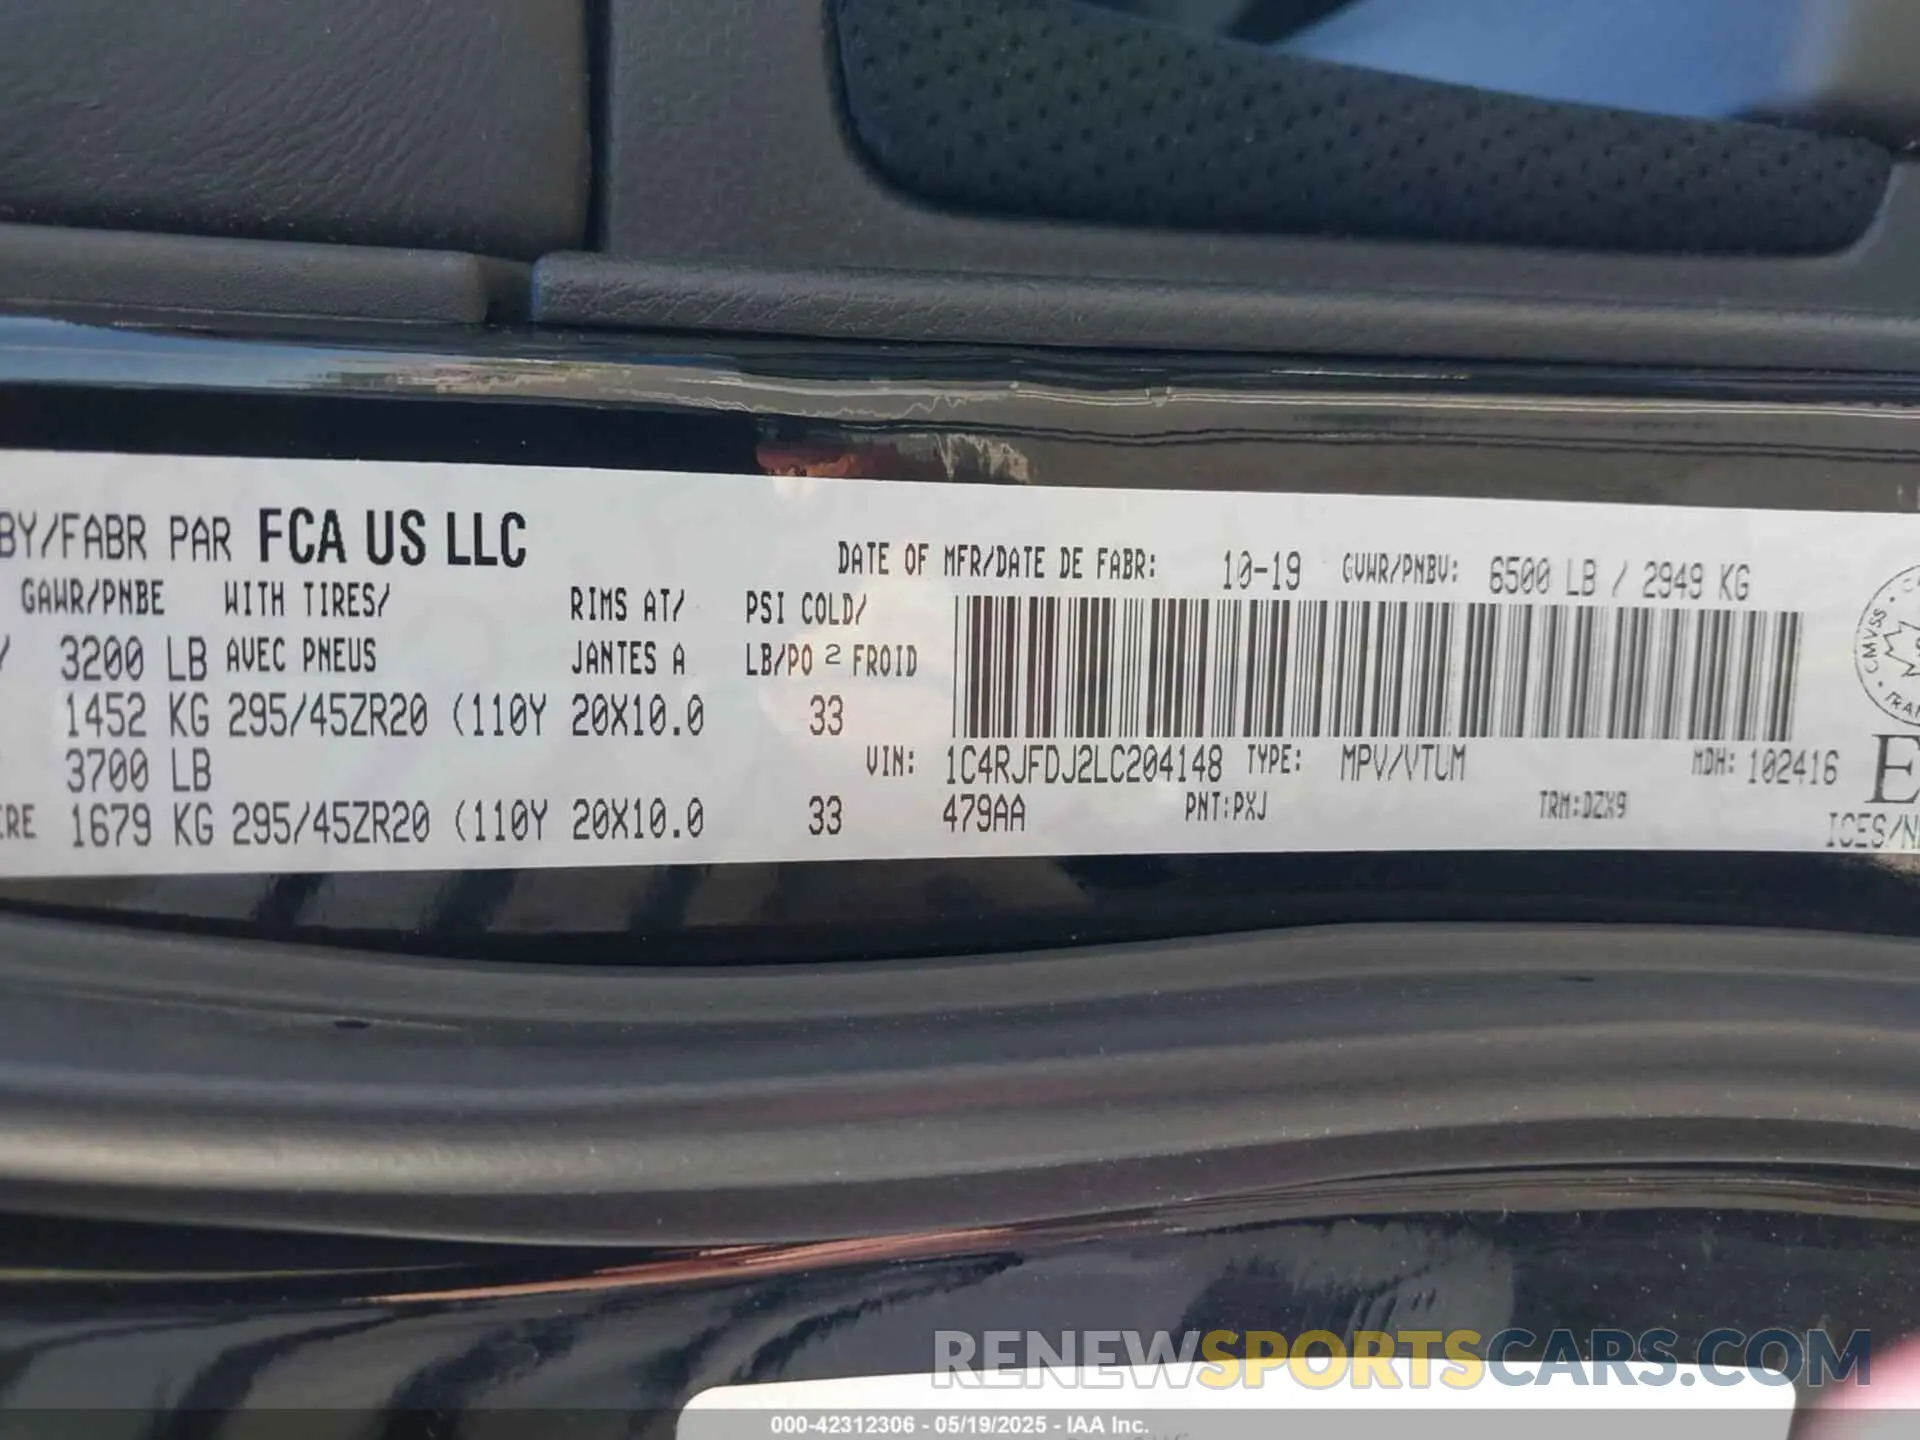 BY/FABR PAR FCA US LLC
DATE OF MFR/DATE DE FABR: 10-19 GVWR/PNBV: 6500 LB / 2949 KG
GAWR/PNBE WITH TIRES/ RIMS AT/ PSI COLD/
3200 LB AVEC PNEUS JANTES A LB/PO 2 FROID
1452 KG 295/45ZR20 (110Y 20X10.0 33
3700 LB
VIN: 1C4RJFDJ2LC204148 TYPE: MPV/VTUM MDH: 102416
1679 KG 295/45ZR20 (110Y 20X10.0 33
479AA PNT:PXJ TRM:DZX9
CMVSS
ICES/
RENEWSPORTSCARS.COM
000-42312306 - 05/19/2025 - IAA Inc.